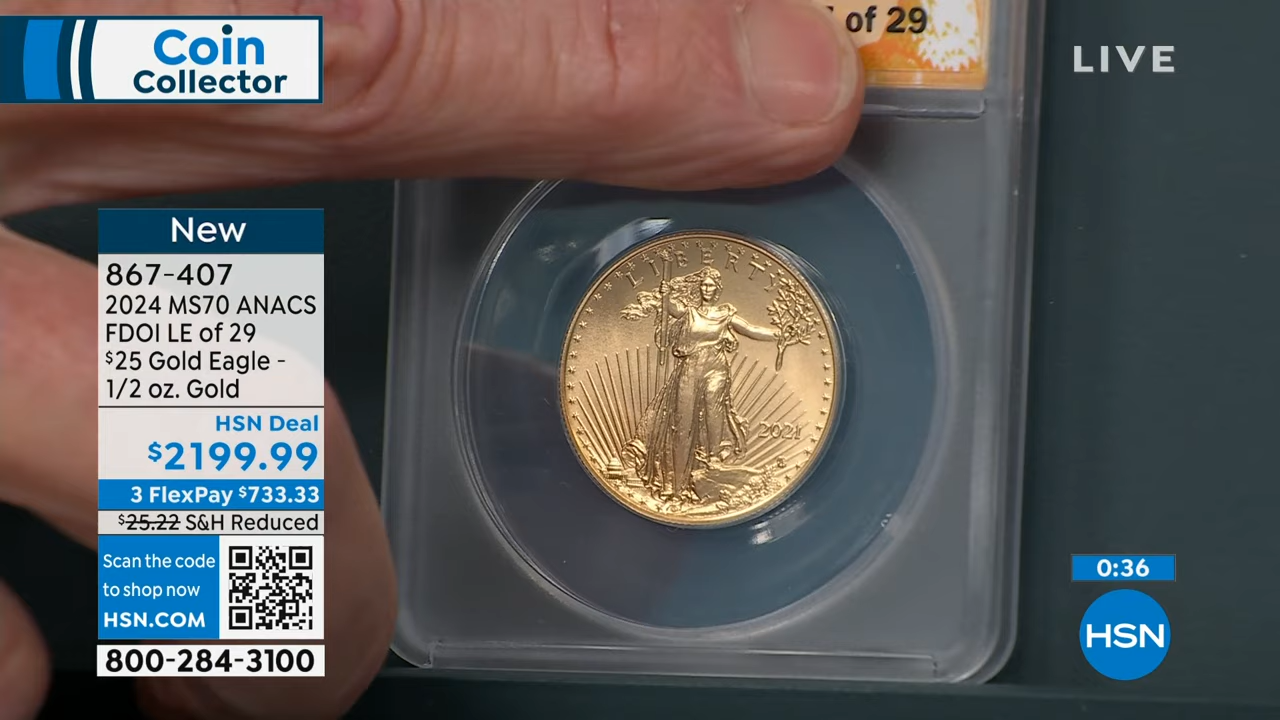 Coin
Collector
of 29
LIVE
New
867-407
2024 MS70 ANACS
FDOI LE of 29
$25 Gold Eagle -
1/2 oz. Gold
HSN Deal
$2199.99
3 FlexPay $733.33
$25.22 S&H Reduced
Scan the code
to shop now
HSN.COM
800-284-3100
LIBERTY
2021
0:36
HSN